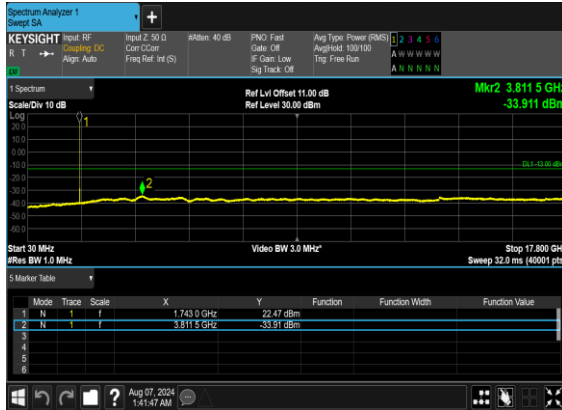 Spectrum Analyzer 1
Swept SA
+
KEYSIGHT Input: RF Input Z: 50 Ω #Atten: 40 dB PNO: Fast Avg Type: Power (RMS) 1 2 3 4 5 6
R T Coupling: DC Corr CCorr Gate: Off Avg|Hold: 100/100 A W W W W W
Align: Auto Freq Ref: Int (S) IF Gain: Low Trig: Free Run
Sig Track: Off A N N N N N
1 Spectrum Ref Lvl Offset 11.00 dB Mkr2 3.811 5 GHz
Scale/Div 10 dB Ref Level 30.00 dBm -33.911 dBm
Log
20.0
10.0
0.00
-10.0
-20.0
-30.0
-40.0
-50.0
-60.0
1
2
DL1 -13.00 dBm
Start 30 MHz Video BW 3.0 MHz* Stop 17.800 GHz
#Res BW 1.0 MHz Sweep 32.0 ms (40001 pts)
5 Marker Table
Mode Trace Scale X Y Function Function Width Function Value
1 N 1 f 1.743 0 GHz 22.47 dBm
2 N 1 f 3.811 5 GHz -33.91 dBm
3
4
5
6
? Aug 07, 2024
1:41:47 AM